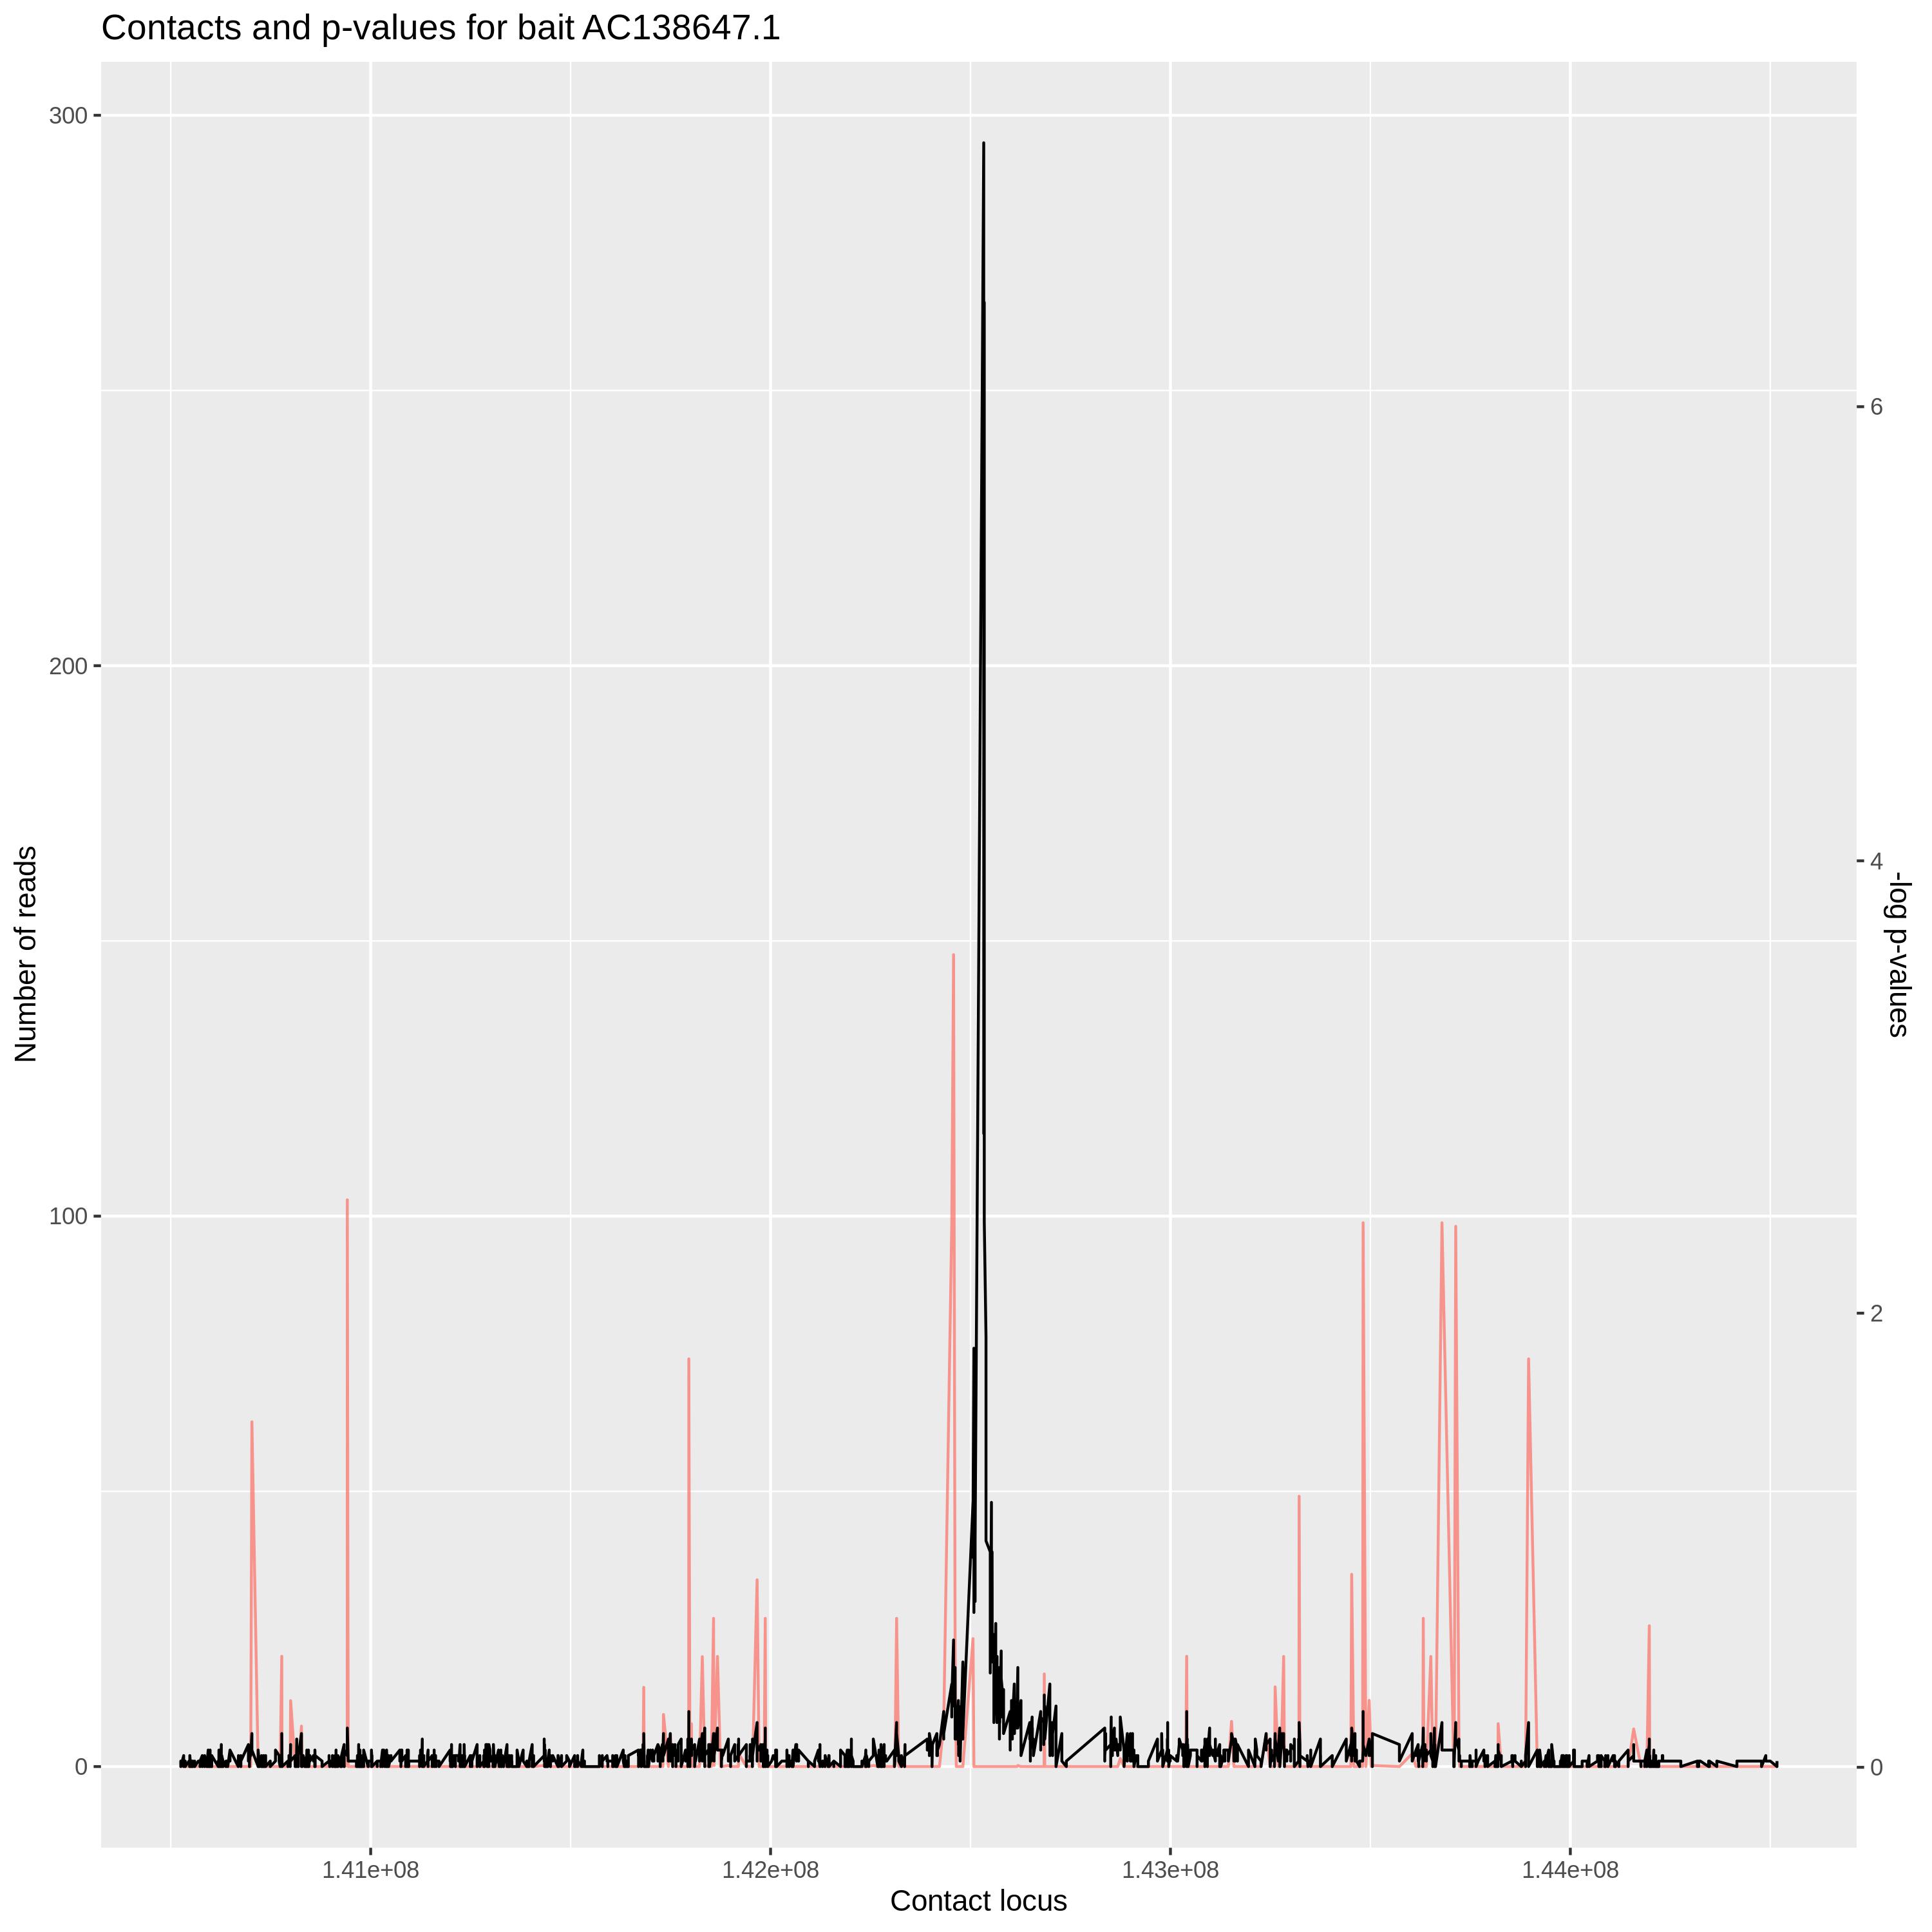 Contacts and p-values for bait AC138647.1
300
200
100
0
Number of reads
6
4
2
0
-log p-values
1.41e+08
1.42e+08
1.43e+08
1.44e+08
Contact locus